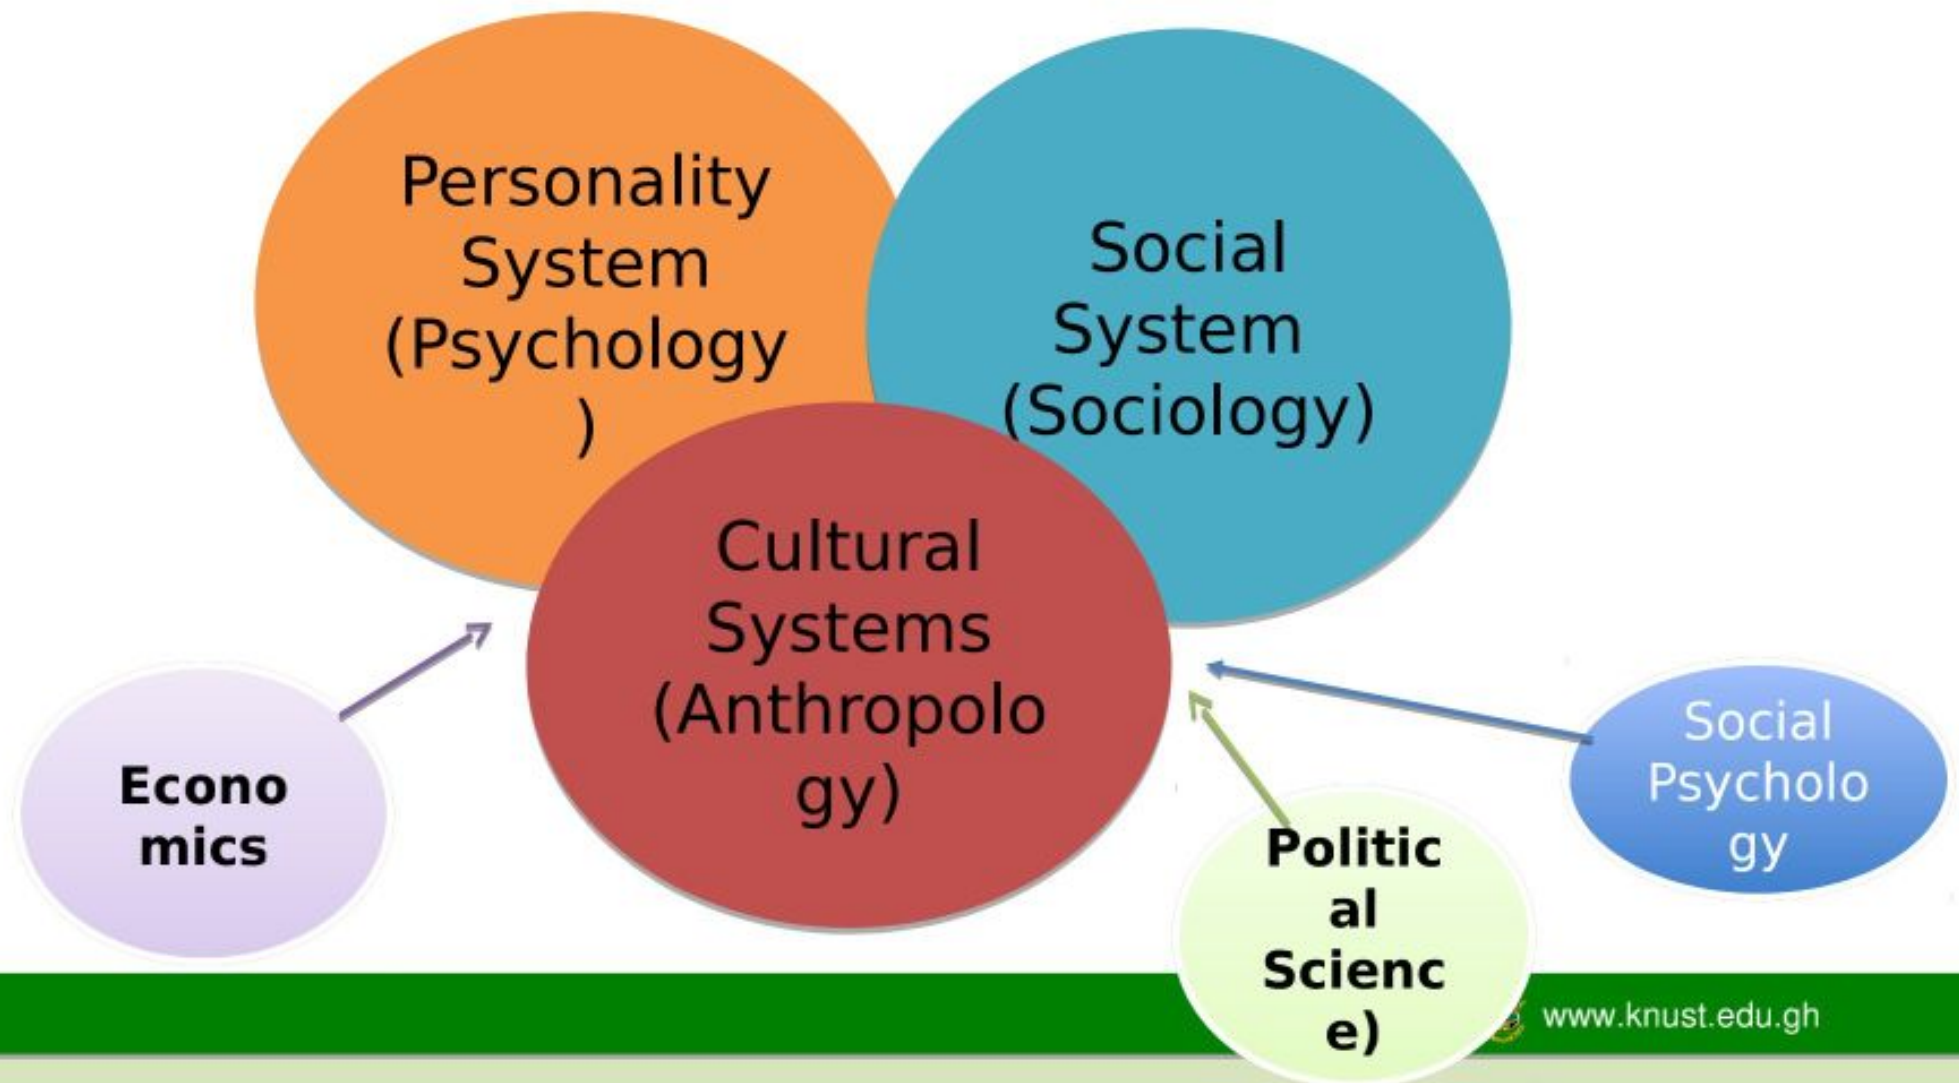 Personality
System
(Psychology
)
Social
System
(Sociology)
Cultural
Systems
(Anthropolo
gy)
Econo
mics
Politic
al
Scienc
e)
Social
Psycholo
gy
www.knust.edu.gh